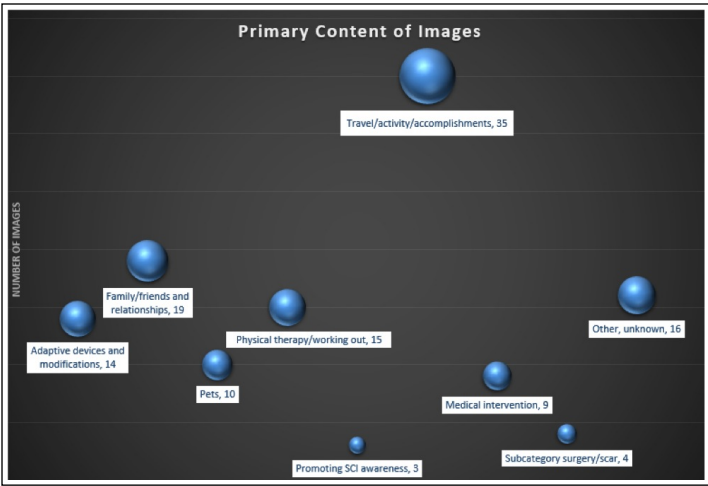 Primary Content of Images
NUMBER OF IMAGES
Travel/activity/accomplishments, 35
Family/friends and
relationships, 19
Other, unknown, 16
Physical therapy/working out, 15
Adaptive devices and
modifications, 14
Pets, 10
Medical intervention, 9
Subcategory surgery/scar, 4
Promoting SCI awareness, 3